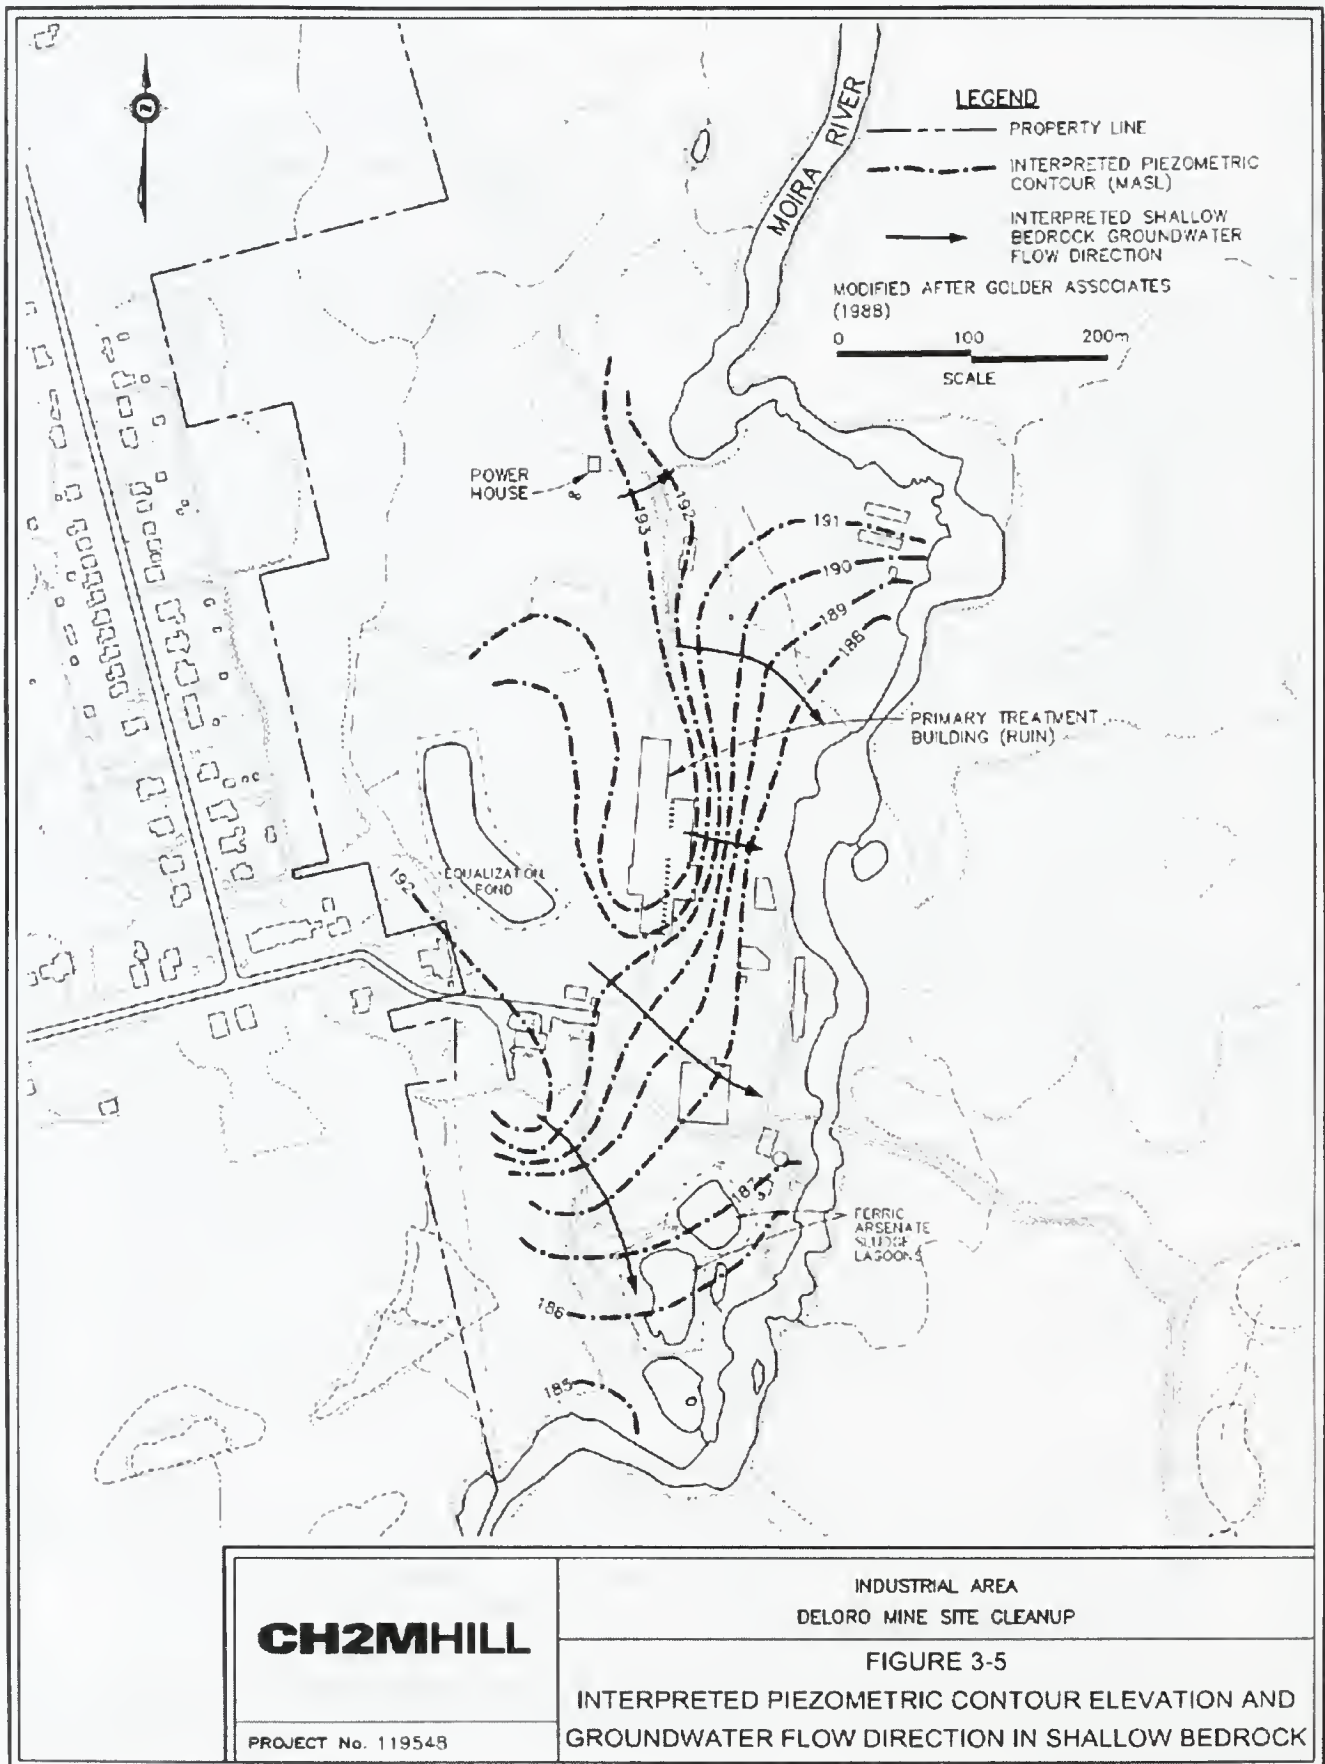 LEGEND
PROPERTY LINE
INTERPRETED PIEZOMETRIC
CONTOUR (MASL)
INTERPRETED SHALLOW
BEDROCK GROUNDWATER
FLOW DIRECTION
MODIFIED AFTER GOLDER ASSOCIATES
(1988)
0 100 200m
SCALE
MOIRA RIVER
POWER
HOUSE
193
192
191
190
189
188
PRIMARY TREATMENT
BUILDING (RUIN)
EQUALIZATION
POND
192
187
FERRIC
ARSENATE
SLUDGE
LAGOONS
186
185
CH2MHILL
PROJECT No. 119548
INDUSTRIAL AREA
DELORO MINE SITE CLEANUP
FIGURE 3-5
INTERPRETED PIEZOMETRIC CONTOUR ELEVATION AND
GROUNDWATER FLOW DIRECTION IN SHALLOW BEDROCK